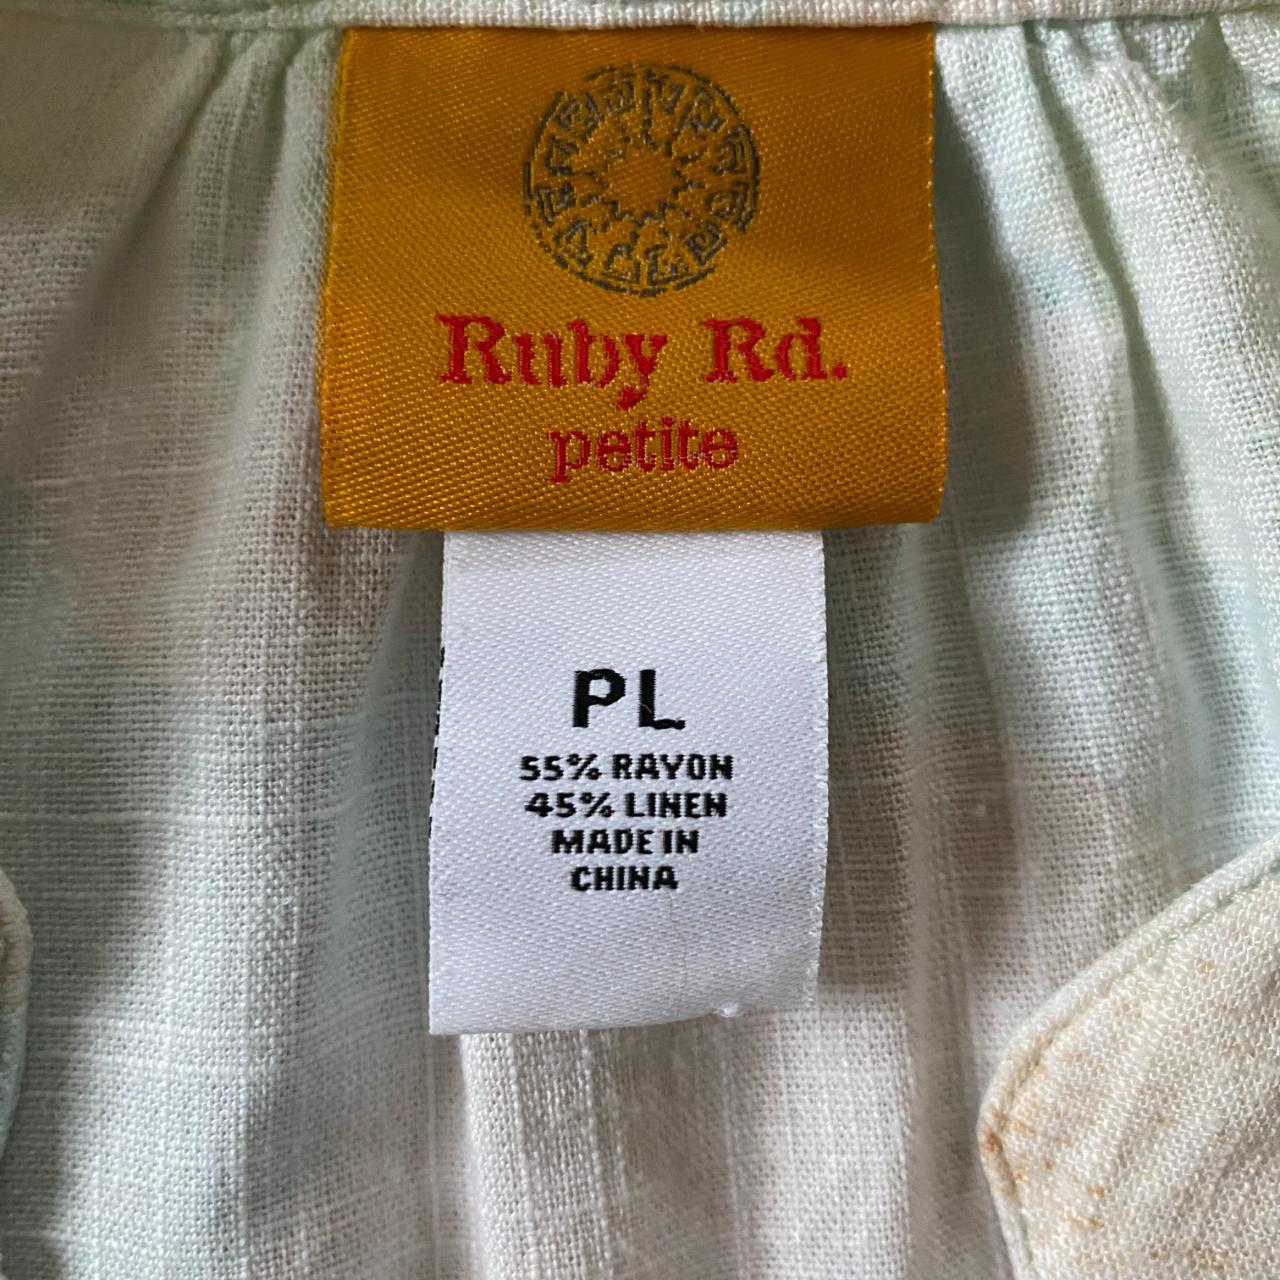 Ruby Rd.
petite
PL
55% RAYON
45% LINEN
MADE IN
CHINA